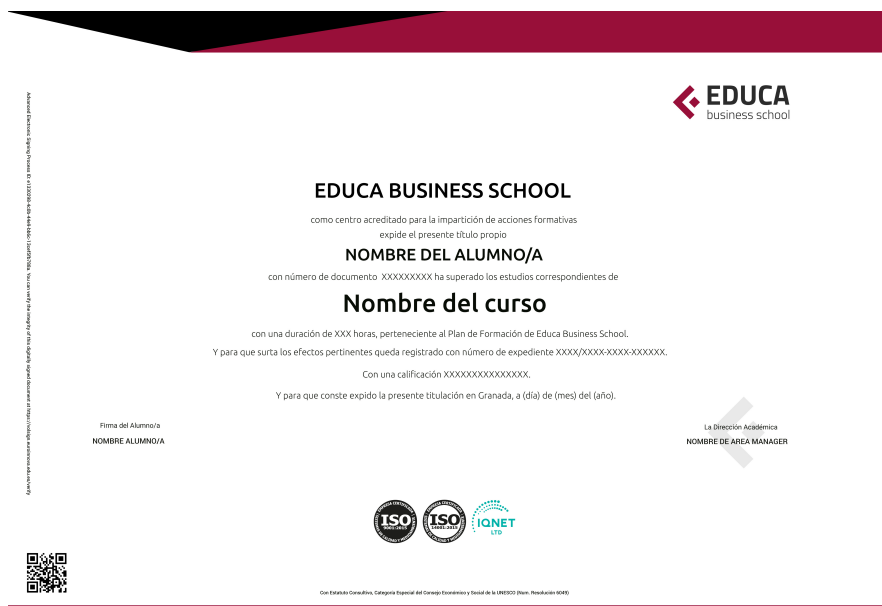 EDUCA
business school
EDUCA BUSINESS SCHOOL
como centro acreditado para la impartición de acciones formativas
expide el presente título propio
NOMBRE DEL ALUMNO/A
con número de documento XXXXXXXXX ha superado los estudios correspondientes de
Nombre del curso
con una duración de XXX horas, perteneciente al Plan de Formación de Educa Business School.
Y para que surta los efectos pertinentes queda registrado con número de expediente XXXX/XXXX-XXXX-XXXXXX.
Con una calificación XXXXXXXXXXXXXXX.
Y para que conste expido la presente titulación en Granada, a (día) de (mes) del (año).
Firma del Alumno/a
NOMBRE ALUMNO/A
La Dirección Académica
NOMBRE DE AREA MANAGER
ISO
9001:2015
ISO
14001:2015
IQNET
LTD
Con Estatuto Consultivo, Categoría Especial del Consejo Económico y Social de la UNESCO (Num. Resolución 6049)